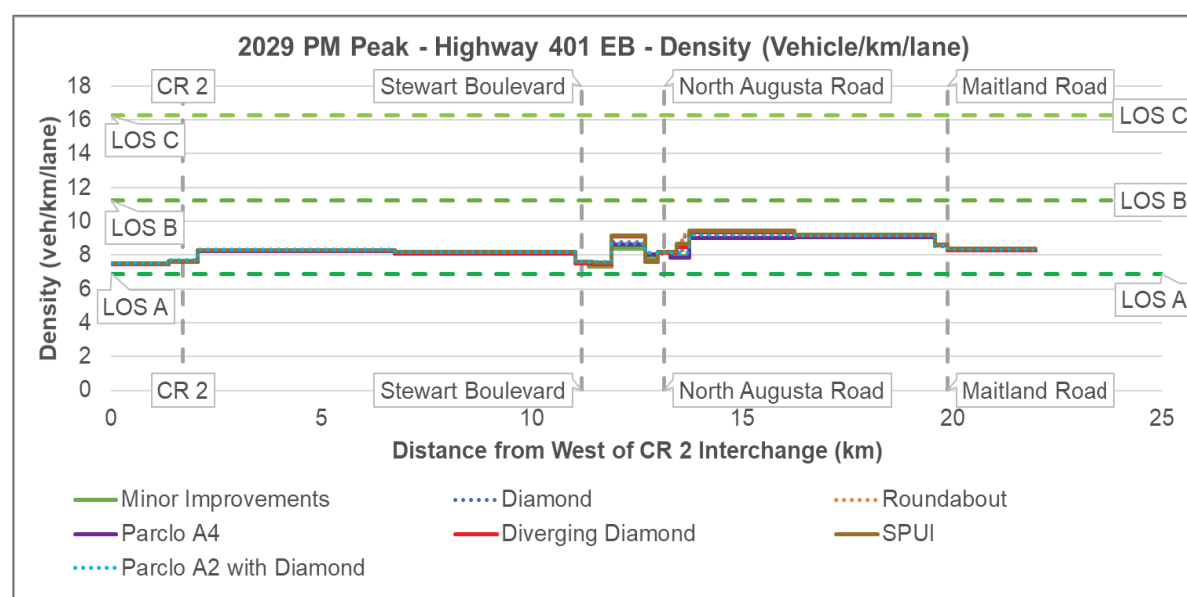 2029 PM Peak - Highway 401 EB - Density (Vehicle/km/lane)
Density (veh/km/lane)
18
16
14
12
10
8
6
4
2
0
CR 2
Stewart Boulevard
North Augusta Road
Maitland Road
LOS C
LOS C
LOS B
LOS B
LOS A
LOS A
CR 2
Stewart Boulevard
North Augusta Road
Maitland Road
0
5
10
15
20
25
Distance from West of CR 2 Interchange (km)
Minor Improvements
Diamond
Roundabout
Parclo A4
Diverging Diamond
SPUI
Parclo A2 with Diamond